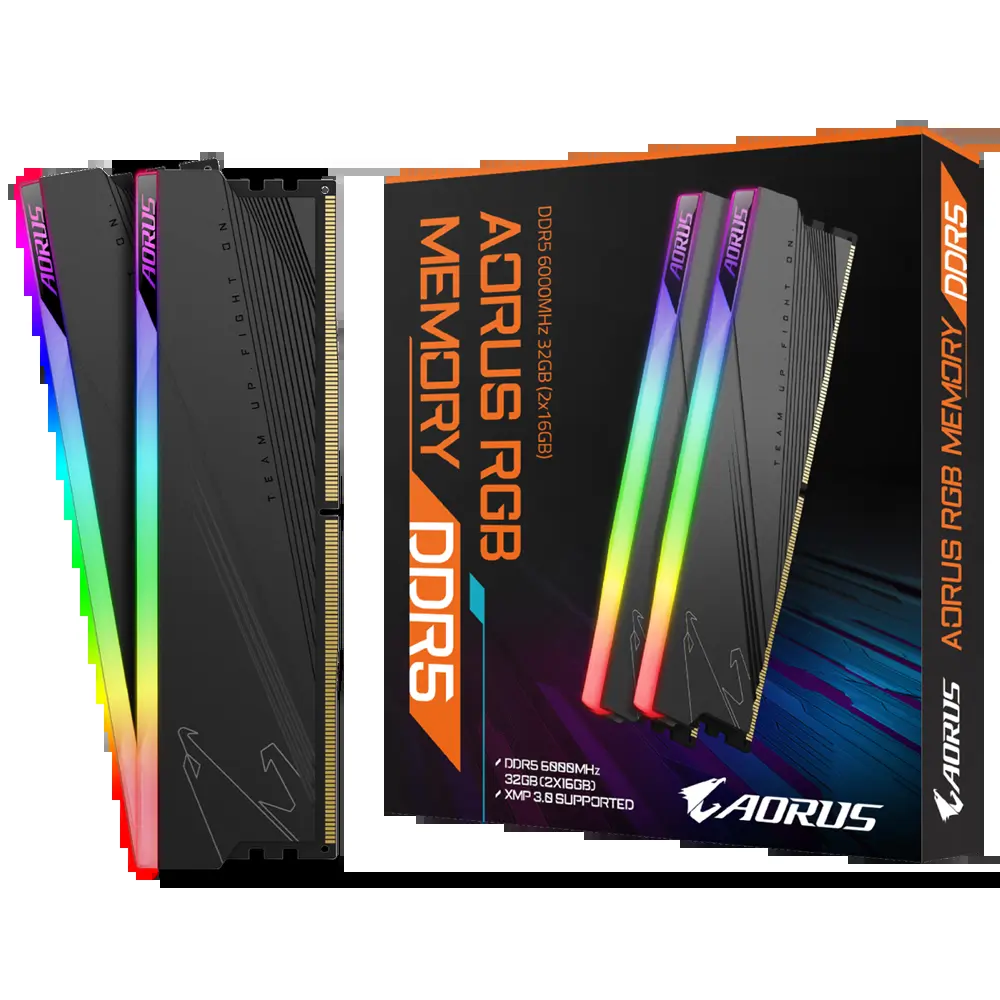 AORUS
AORUS
TEAM UP. FIGHT ON.
ON.
DDR5 6000MHz 32GB (2x16GB)
AORUS RGB
MEMORY
DDR5
AORUS
AORUS
TEAM UP. FIGHT ON.
DDR5 6000MHz
32GB (2X16GB)
XMP 3.0 SUPPORTED
AORUS
AORUS RGB MEMORY DDR5
AORUS